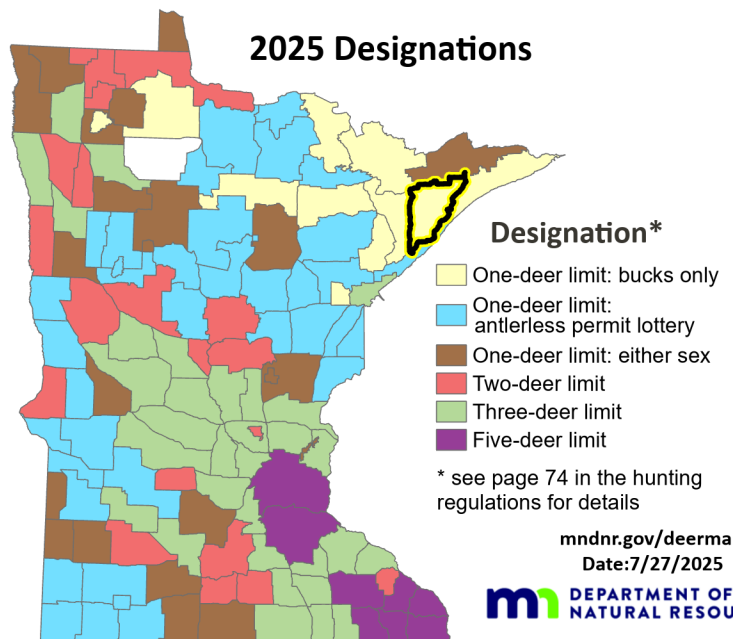 2025 Designations
Designation*
One-deer limit: bucks only
One-deer limit:
antlerless permit lottery
One-deer limit: either sex
Two-deer limit
Three-deer limit
Five-deer limit
* see page 74 in the hunting
regulations for details
mndnr.gov/deerma
Date:7/27/2025
mn DEPARTMENT OF
NATURAL RESOU